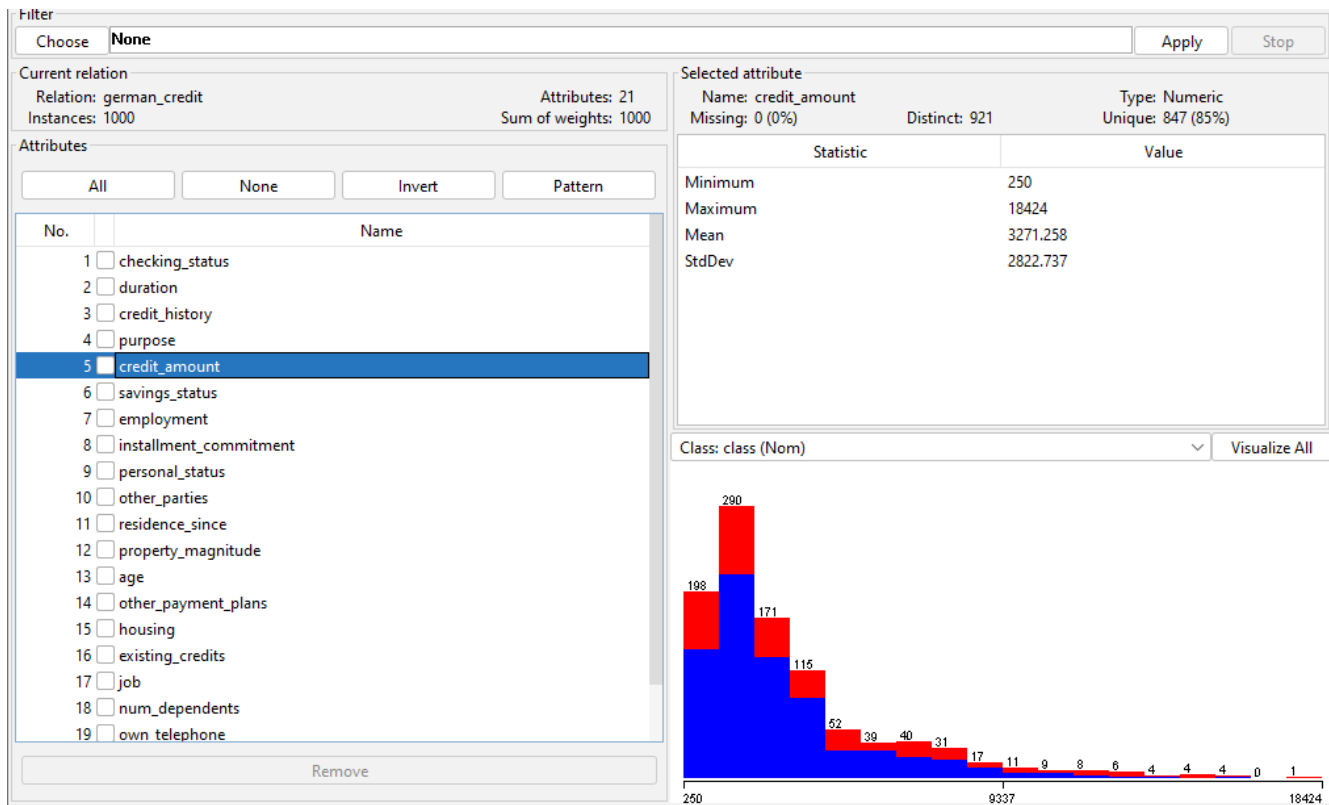 Filter
Choose None Apply Stop
Current relation
Relation: german_credit Attributes: 21
Instances: 1000 Sum of weights: 1000
Attributes
All None Invert Pattern
No. Name
1 checking_status
2 duration
3 credit_history
4 purpose
5 credit_amount
6 savings_status
7 employment
8 installment_commitment
9 personal_status
10 other_parties
11 residence_since
12 property_magnitude
13 age
14 other_payment_plans
15 housing
16 existing_credits
17 job
18 num_dependents
19 own_telephone
Remove
Selected attribute
Name: credit_amount Type: Numeric
Missing: 0 (0%) Distinct: 921 Unique: 847 (85%)
Statistic Value
Minimum 250
Maximum 18424
Mean 3271.258
StdDev 2822.737
Class: class (Nom) Visualize All
290
198
171
115
52
39
40
31
17
11
9
8
6
4
4
4
0
1
250 9337 18424